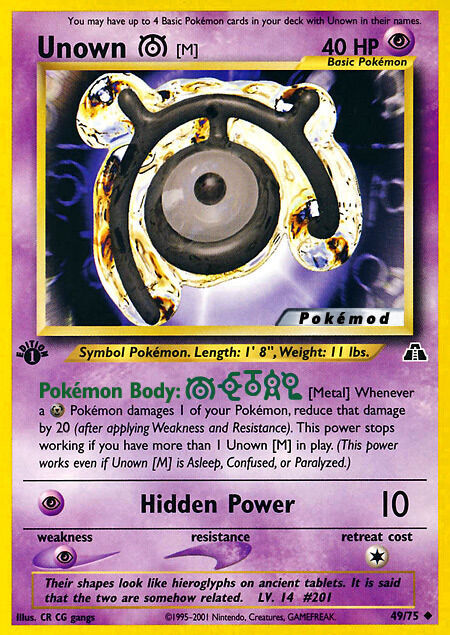 You may have up to 4 Basic Pokémon cards in your deck with Unown in their names.
Unown [M] 40 HP
Basic Pokémon
Pokémod
EDITION 1
Symbol Pokémon. Length: 1' 8", Weight: 11 lbs.
Pokémon Body: METAL [Metal] Whenever
a Pokémon damages 1 of your Pokémon, reduce that damage
by 20 (after applying Weakness and Resistance). This power stops
working if you have more than 1 Unown [M] in play. (This power
works even if Unown [M] is Asleep, Confused, or Paralyzed.)
Hidden Power 10
weakness resistance retreat cost
Their shapes look like hieroglyphs on ancient tablets. It is said
that the two are somehow related. LV. 14 #201
Illus. CR CG gangs ©1995-2001 Nintendo, Creatures, GAMEFREAK. 49/75 ◆